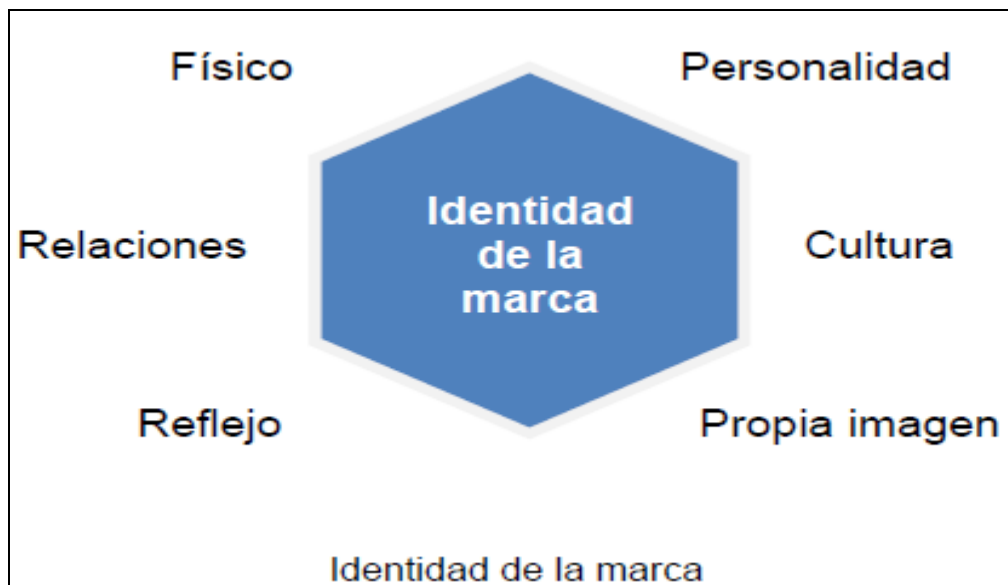 Físico
Personalidad
Identidad
de la
marca
Relaciones
Cultura
Reflejo
Propia imagen
Identidad de la marca